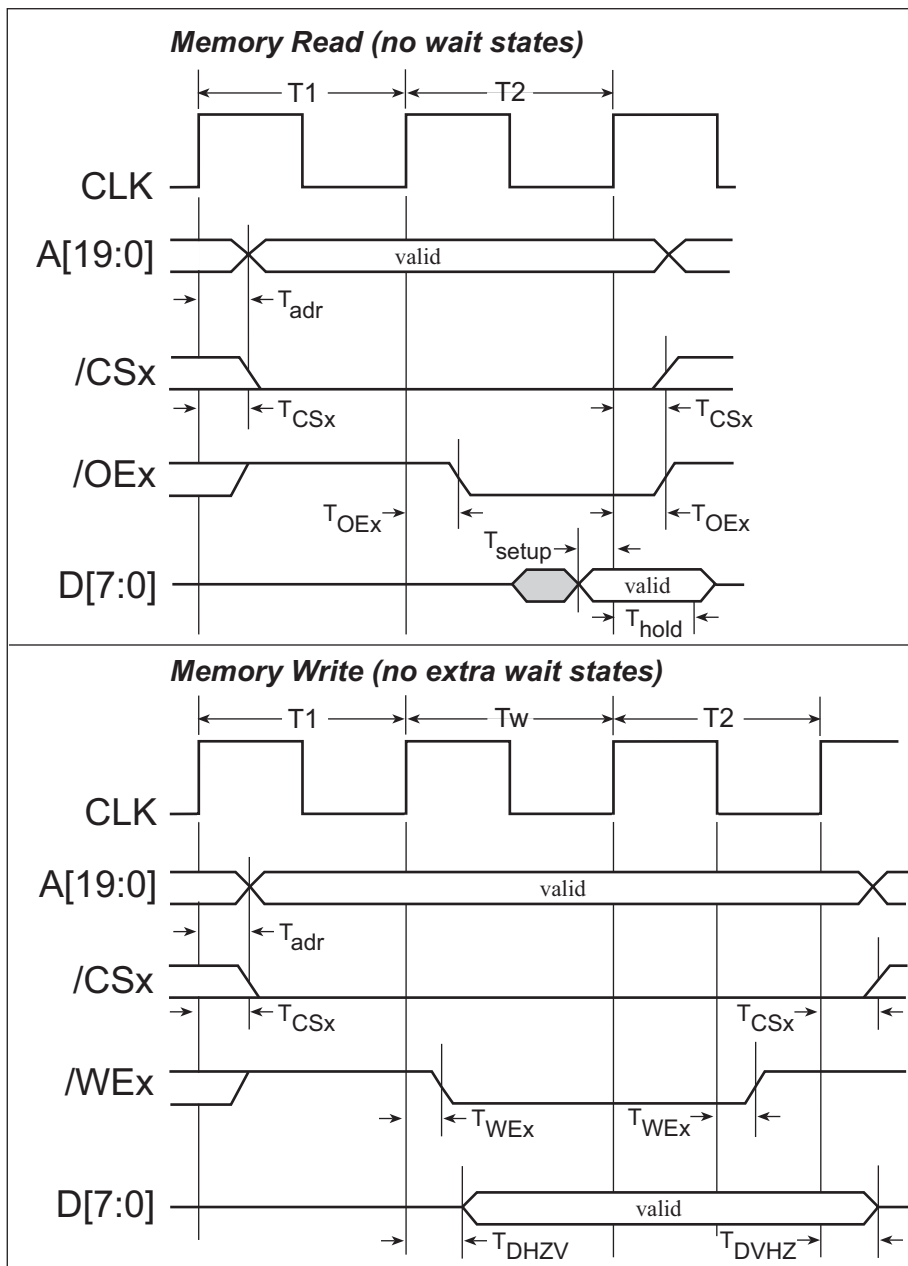 Memory Read (no wait states)
T1 T2
CLK
A[19:0] valid
Tadr
/CSx
TCSx TCSx
/OEx
TOEx TOEx
Tsetup
D[7:0] valid
Thold
Memory Write (no extra wait states)
T1 Tw T2
CLK
A[19:0] valid
Tadr
/CSx
TCSx TCSx
/WEx
TWEx TWEx
D[7:0] valid
TDHZV TDVHZ